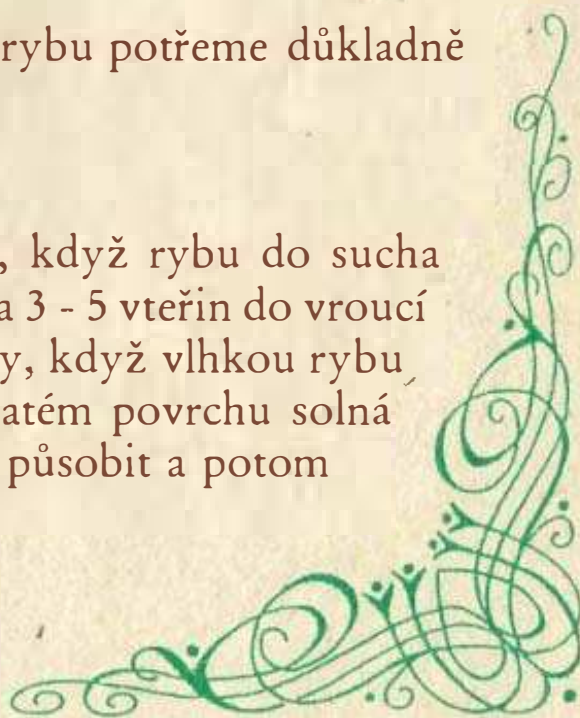 rybu potřeme důkladně
, když rybu do sucha
a 3 - 5 vteřin do vroucí
y, když vlhkou rybu
atém povrchu solná
působit a potom